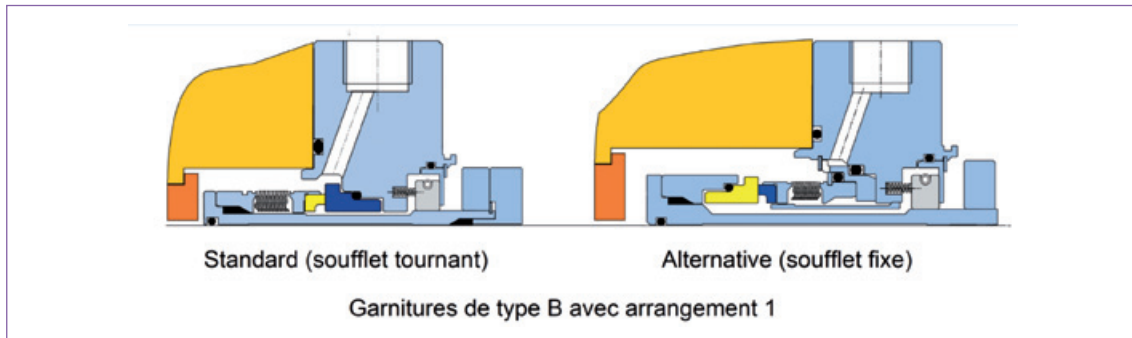 Standard (soufflet tournant)
Alternative (soufflet fixe)
Garnitures de type B avec arrangement 1